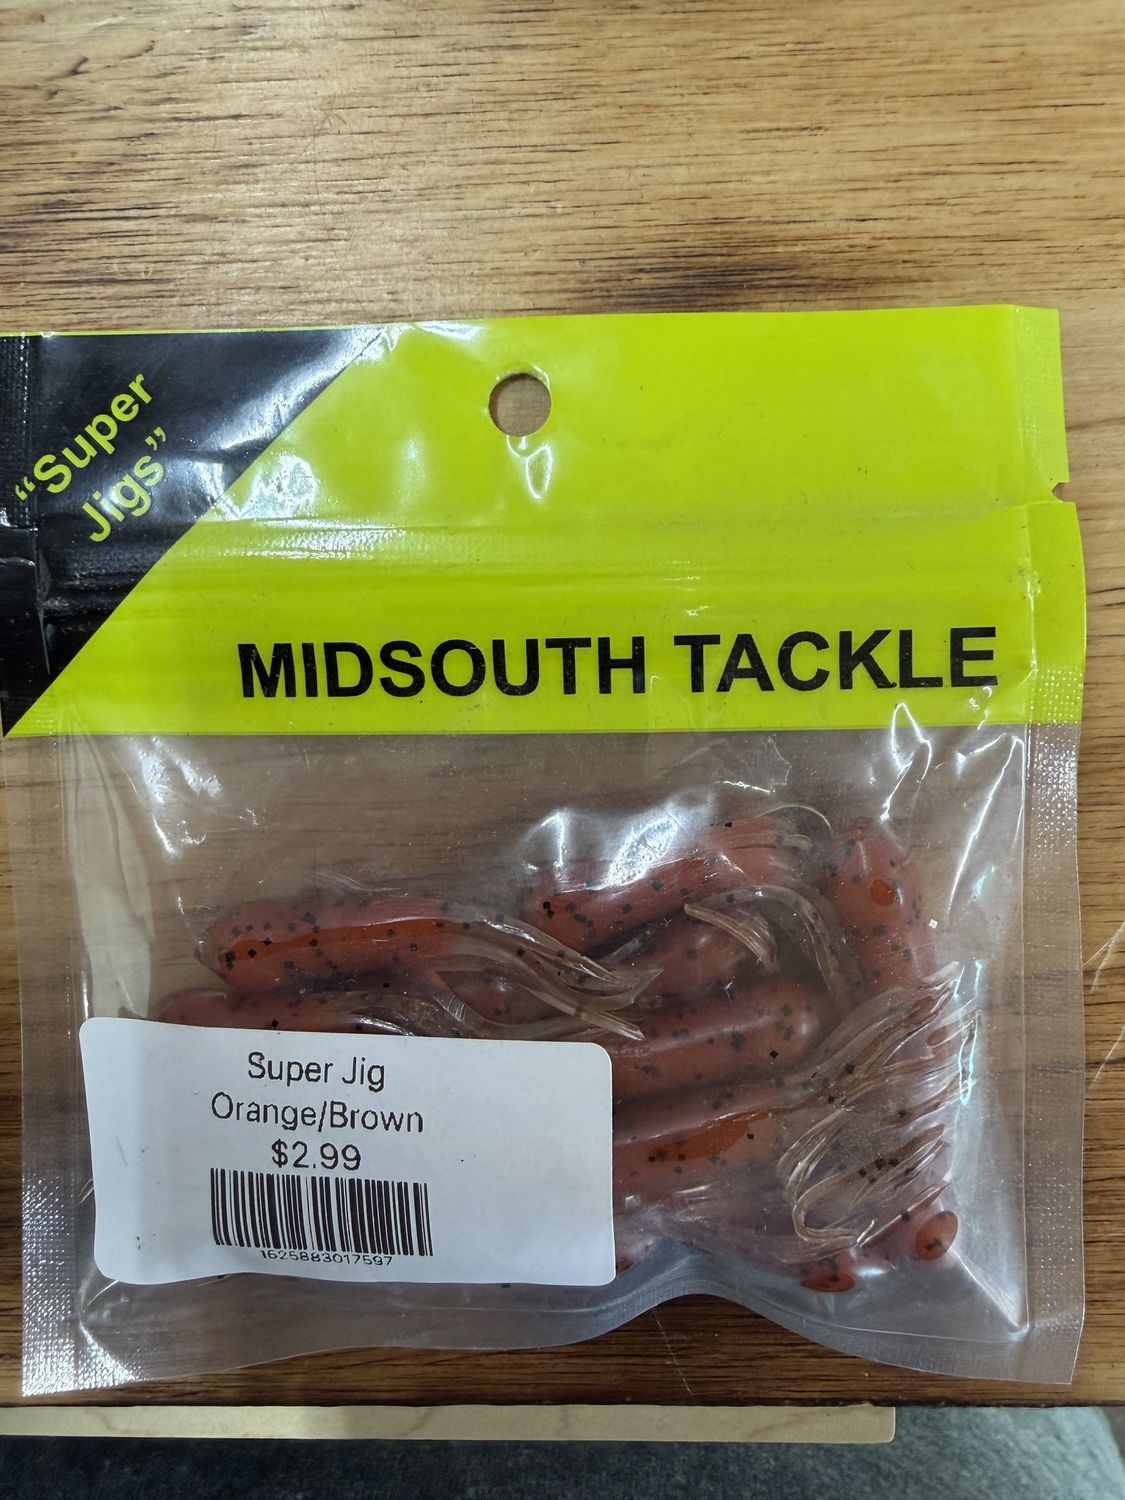 “Super
Jigs”
MIDSOUTH TACKLE
Super Jig
Orange/Brown
$2.99
1625883017597